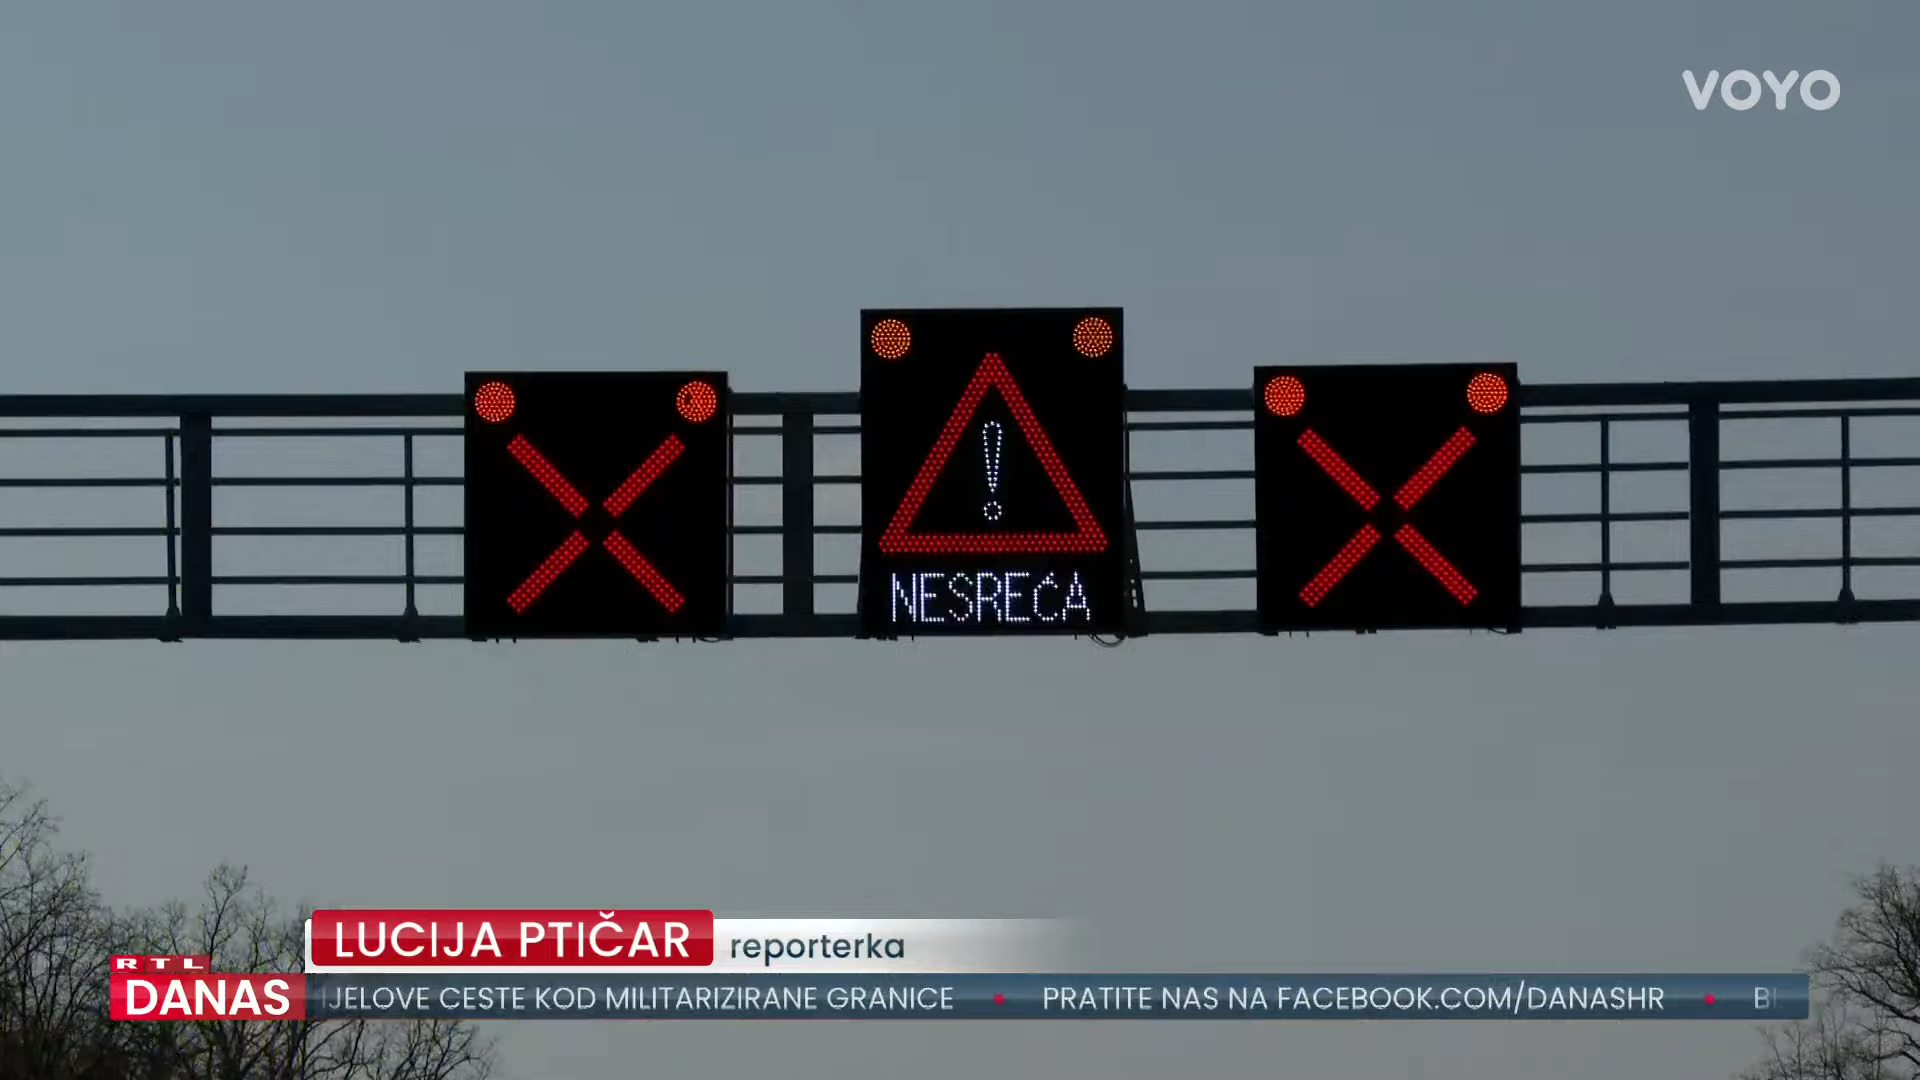 VOYO
NESREĆA
LUCIJA PTIČAR reporterka
RTL
DANAS
JELOVE CESTE KOD MILITARIZIRANE GRANICE • PRATITE NAS NA FACEBOOK.COM/DANASHR •